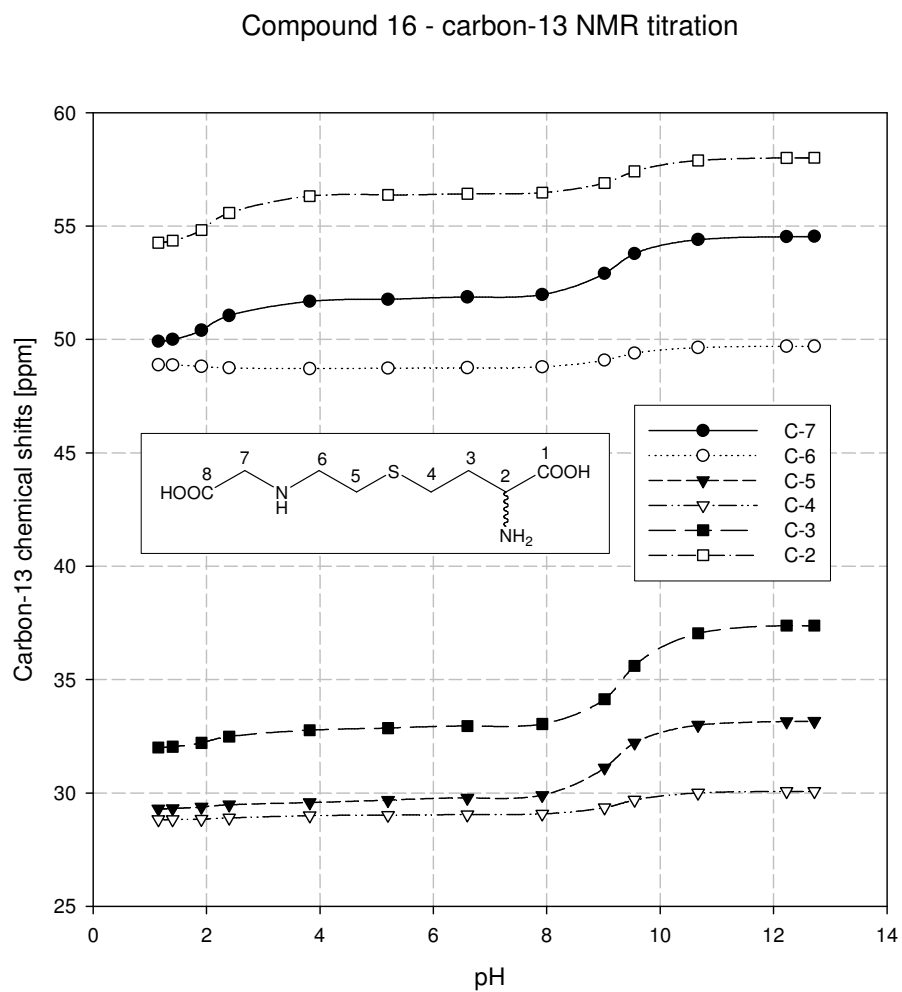 Compound 16 - carbon-13 NMR titration
Carbon-13 chemical shifts [ppm]
60
55
50
45
40
35
30
25
C-7
C-6
C-5
C-4
C-3
C-2
7
6
3
1
8
5
S
4
2
COOH
HOOC
N
H
NH2
0
2
4
6
8
10
12
14
pH